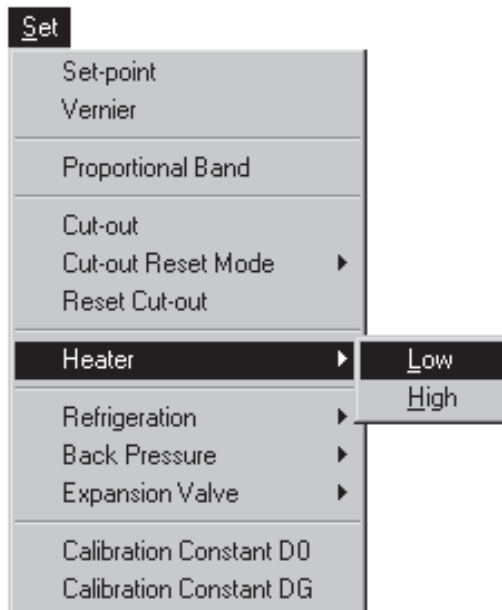 Set
Set-point
Vernier
Proportional Band
Cut-out
Cut-out Reset Mode
Reset Cut-out
Heater
Low
High
Refrigeration
Back Pressure
Expansion Valve
Calibration Constant D0
Calibration Constant DG